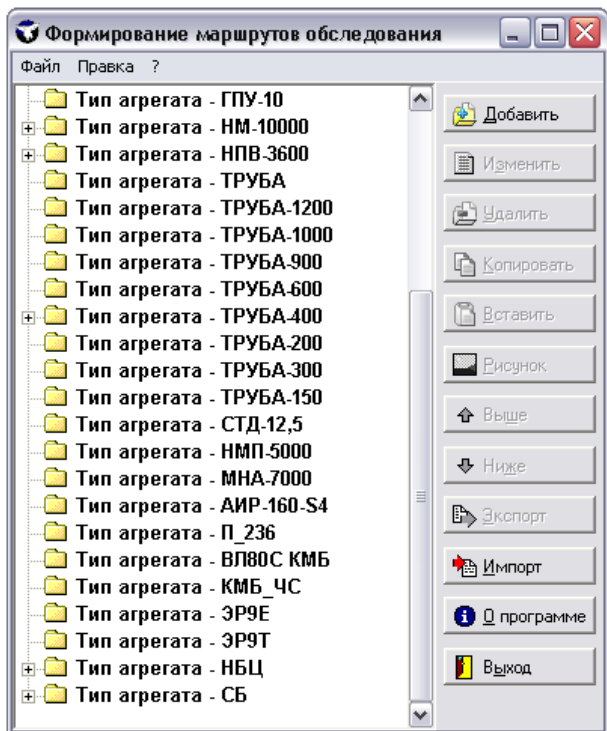 Формирование маршрутов обследования
Файл Правка ?
Тип агрегата - ГПУ-10
Тип агрегата - НМ-10000
Тип агрегата - НПВ-3600
Тип агрегата - ТРУБА
Тип агрегата - ТРУБА-1200
Тип агрегата - ТРУБА-1000
Тип агрегата - ТРУБА-900
Тип агрегата - ТРУБА-600
Тип агрегата - ТРУБА-400
Тип агрегата - ТРУБА-200
Тип агрегата - ТРУБА-300
Тип агрегата - ТРУБА-150
Тип агрегата - СТД-12,5
Тип агрегата - НМП-5000
Тип агрегата - МНА-7000
Тип агрегата - АИР-160-S4
Тип агрегата - П_236
Тип агрегата - ВЛ80С КМБ
Тип агрегата - КМБ_ЧС
Тип агрегата - ЭР9Е
Тип агрегата - ЭР9Т
Тип агрегата - НБЦ
Тип агрегата - СБ
Добавить
Изменить
Удалить
Копировать
Вставить
Рисунок
Выше
Ниже
Экспорт
Импорт
О программе
Выход